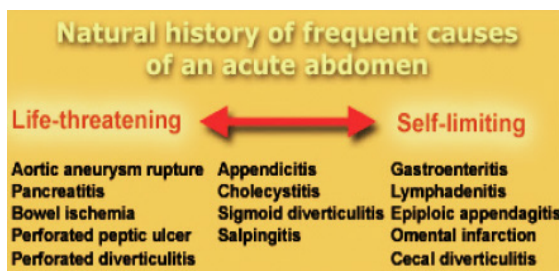 Natural history of frequent causes
of an acute abdomen
Life-threatening
Self-limiting
Aortic aneurysm rupture
Pancreatitis
Bowel ischemia
Perforated peptic ulcer
Perforated diverticulitis
Appendicitis
Cholecystitis
Sigmoid diverticulitis
Salpingitis
Gastroenteritis
Lymphadenitis
Epiploic appendagitis
Omental infarction
Cecal diverticulitis